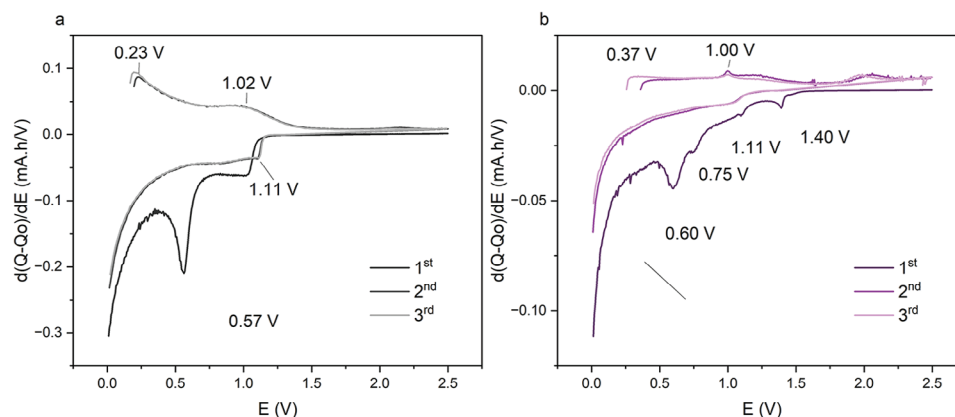 a
0.23 V
1.02 V
0.1
0.0
−0.1
−0.2
−0.3
1.11 V
0.57 V
1st
2nd
3rd
d(Q-Qo)/dE (mA.h/V)
0.0 0.5 1.0 1.5 2.0 2.5
E (V)
b
0.37 V
1.00 V
0.00
−0.05
−0.10
1.40 V
1.11 V
0.75 V
0.60 V
1st
2nd
3rd
d(Q-Qo)/dE (mA.h/V)
0.0 0.5 1.0 1.5 2.0 2.5
E (V)